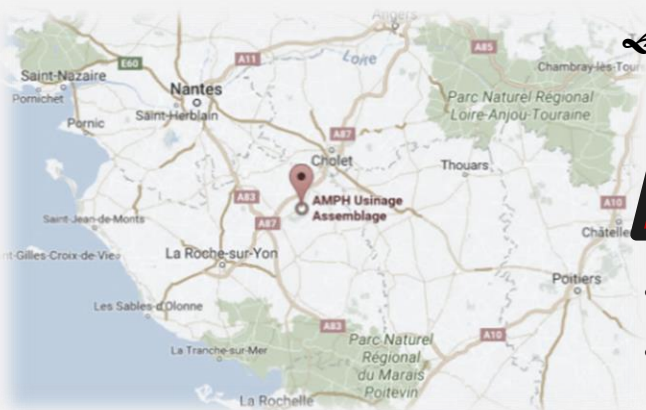 Angers
A85
E60
A11
Loire
Chambray-lès-Tours
Saint-Nazaire
Nantes
Pornichet
Saint-Herblain
Parc Naturel Régional
Loire-Anjou-Touraine
Pornic
A87
Cholet
Thouars
A83
AMPH Usinage
Assemblage
A10
Saint-Jean-de-Monts
A87
Châtelle
nt-Gilles-Croix-de-Vie
La Roche-sur-Yon
Poitiers
Les Sables-d'Olonne
A83
A10
Parc Naturel
Régional
du Marais
Poitevin
La Tranche-sur-Mer
La Rochelle